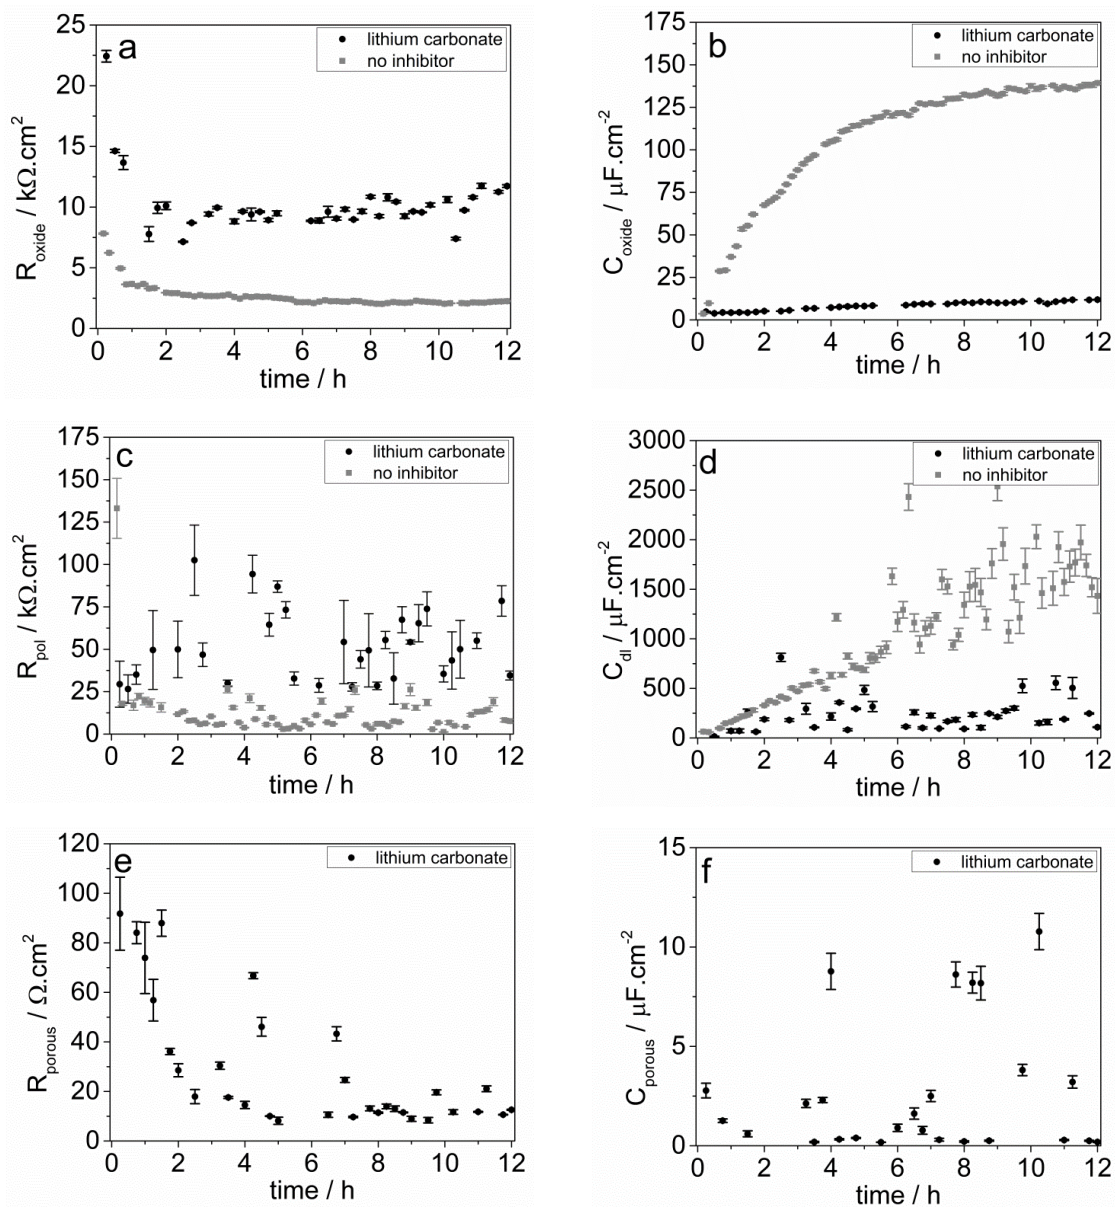 a
25
20
15
10
5
0
R_oxide / kΩ.cm²
lithium carbonate
no inhibitor
0 2 4 6 8 10 12
time / h
b
175
150
125
100
75
50
25
0
C_oxide / μF.cm⁻²
lithium carbonate
no inhibitor
0 2 4 6 8 10 12
time / h
c
175
150
125
100
75
50
25
0
R_pol / kΩ.cm²
lithium carbonate
no inhibitor
0 2 4 6 8 10 12
time / h
d
3000
2500
2000
1500
1000
500
0
C_dl / μF.cm⁻²
lithium carbonate
no inhibitor
0 2 4 6 8 10 12
time / h
e
120
100
80
60
40
20
0
R_porous / Ω.cm²
lithium carbonate
0 2 4 6 8 10 12
time / h
f
15
10
5
0
C_porous / μF.cm⁻²
lithium carbonate
0 2 4 6 8 10 12
time / h